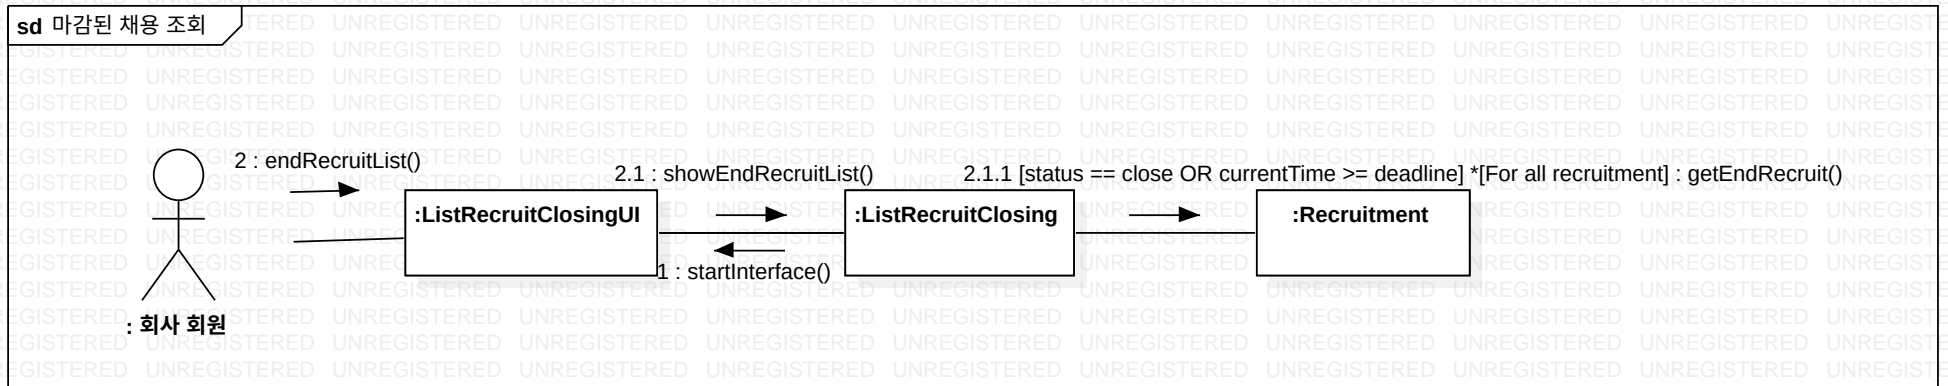 sd 마감된 채용 조회
2 : endRecruitList()
2.1 : showEndRecruitList()
2.1.1 [status == close OR currentTime >= deadline] *[For all recruitment] : getEndRecruit()
:ListRecruitClosingUI
:ListRecruitClosing
:Recruitment
1 : startInterface()
: 회사 회원
UNREGISTERED